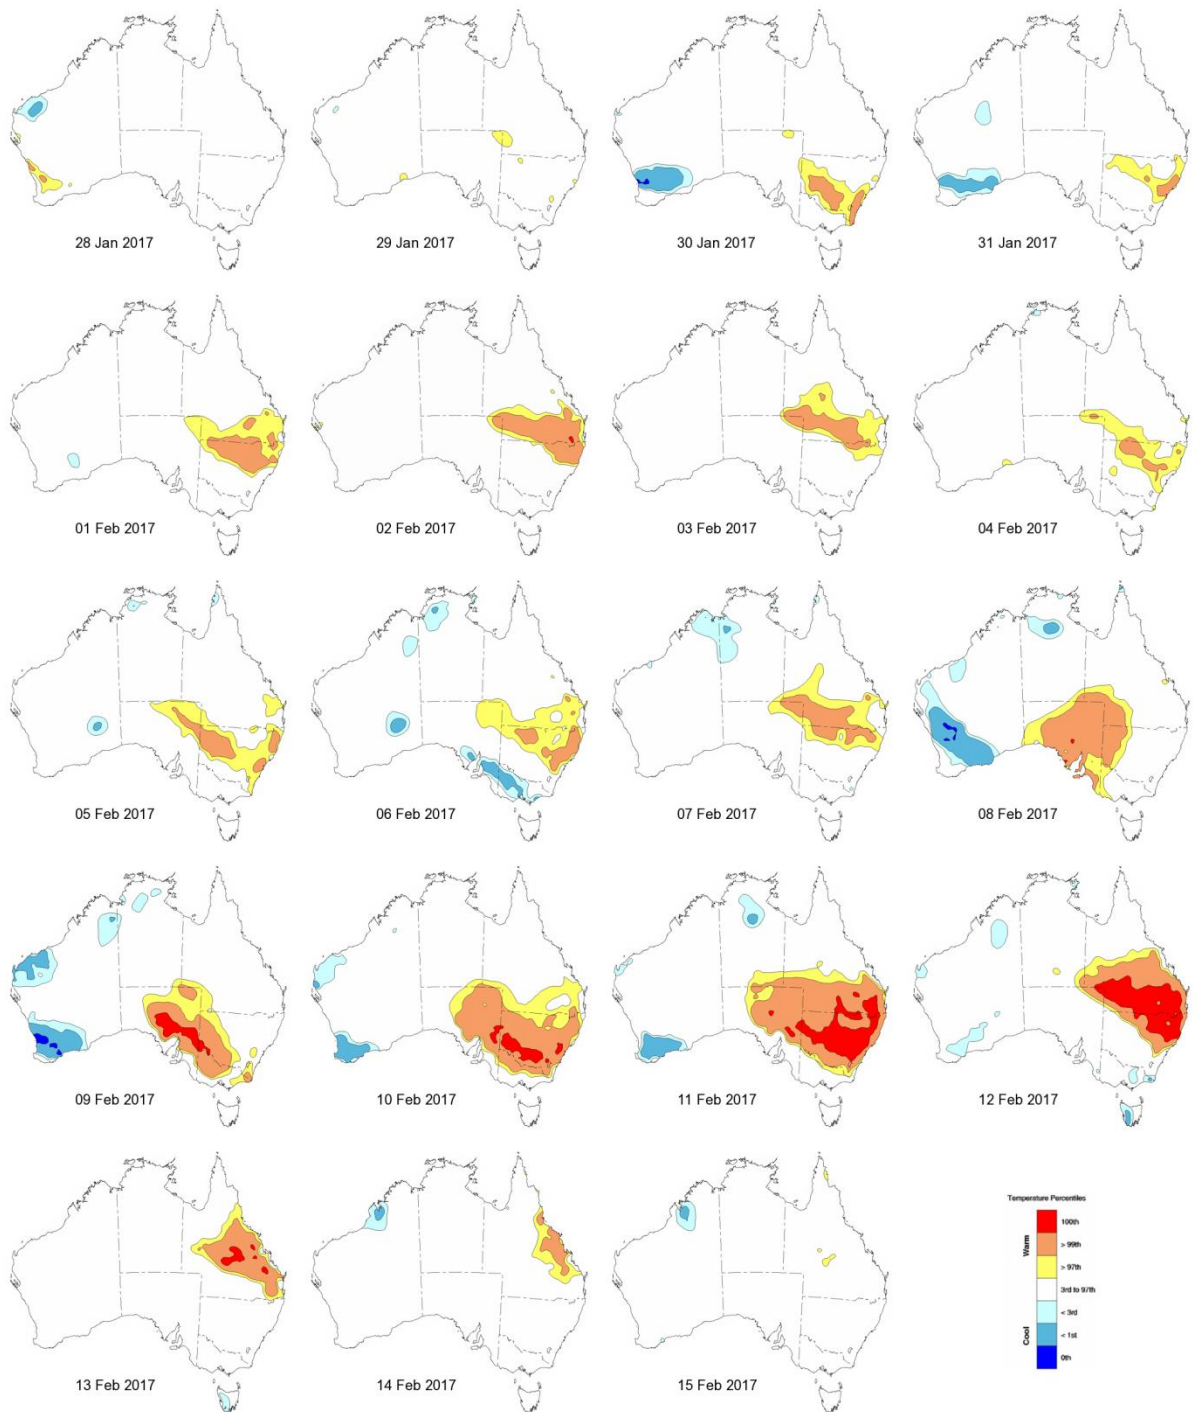 28 Jan 2017
29 Jan 2017
30 Jan 2017
31 Jan 2017
01 Feb 2017
02 Feb 2017
03 Feb 2017
04 Feb 2017
05 Feb 2017
06 Feb 2017
07 Feb 2017
08 Feb 2017
09 Feb 2017
10 Feb 2017
11 Feb 2017
12 Feb 2017
13 Feb 2017
14 Feb 2017
15 Feb 2017
Temperature Percentiles
Warm
100th
> 99th
> 97th
3rd to 97th
Cool
< 3rd
< 1st
0th